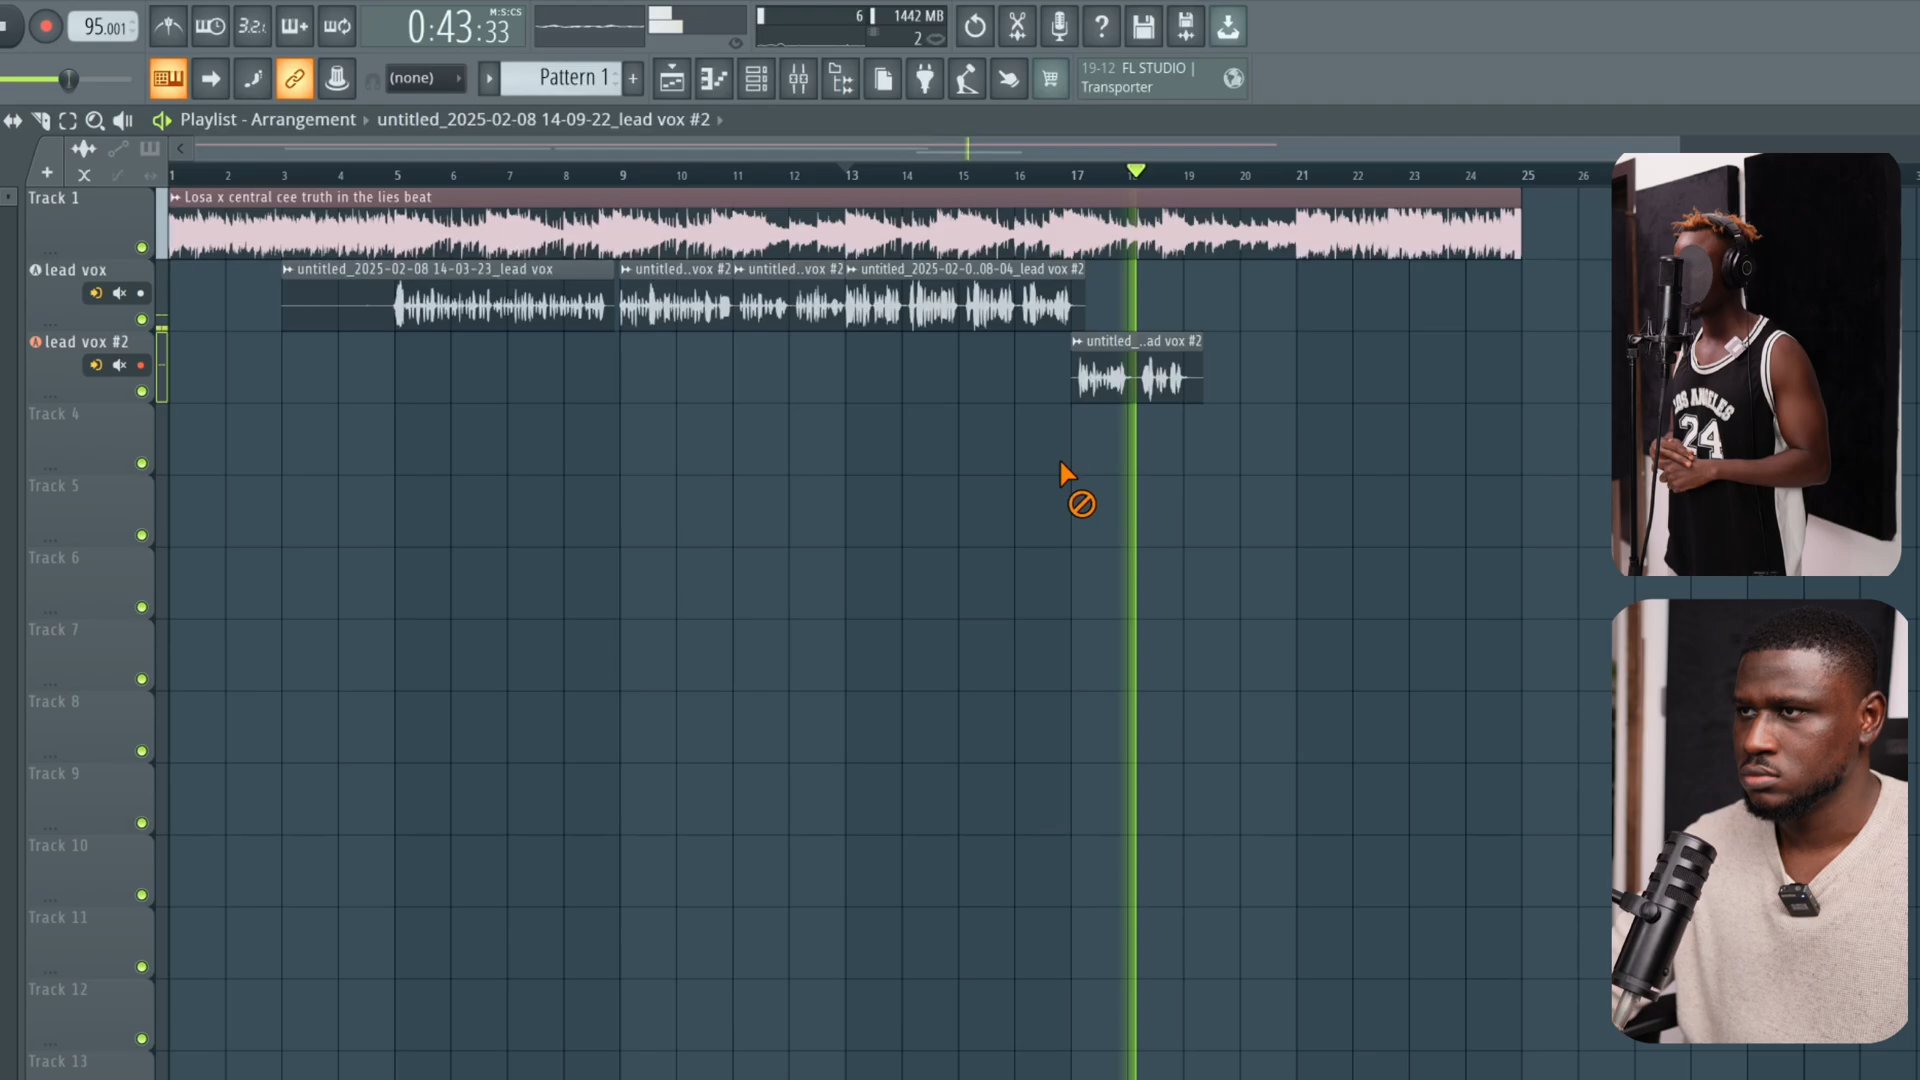 95.001
3.2.
0:43:33
M:S:CS
6
1442 MB
2
(none)
Pattern 1
+
19-12 FL STUDIO |
Transporter
Playlist - Arrangement ▸ untitled_2025-02-08 14-09-22_lead vox #2 ▸
1 2 3 4 5 6 7 8 9 10 11 12 13 14 15 16 17 19 20 21 22 23 24 25 26
Track 1
Losa x central cee truth in the lies beat
lead vox
untitled_2025-02-08 14-03-23_lead vox
untitled..vox #2
untitled..vox #2
untitled_2025-02-0..08-04_lead vox #2
lead vox #2
untitled_..ad vox #2
Track 4
Track 5
Track 6
Track 7
Track 8
Track 9
Track 10
Track 11
Track 12
Track 13
LOS ANGELES
24